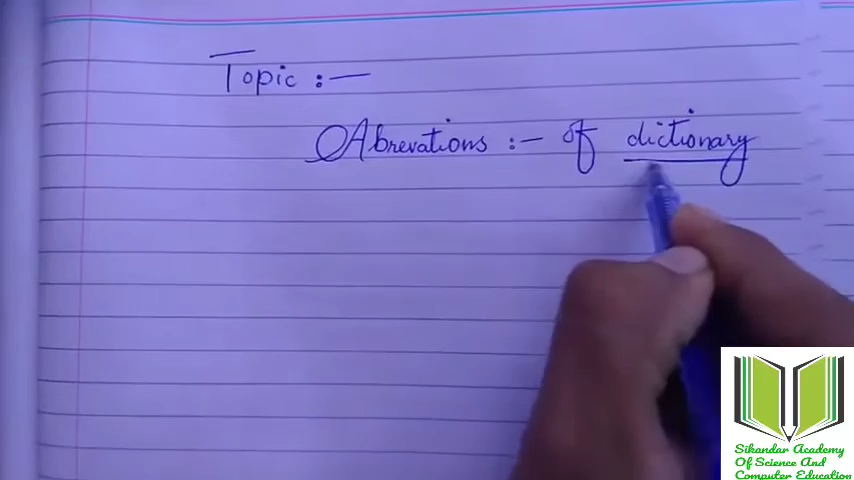 Topic :—
Abrevations :— of dictionary
Sikandar Academy
Of Science And
Computer Education